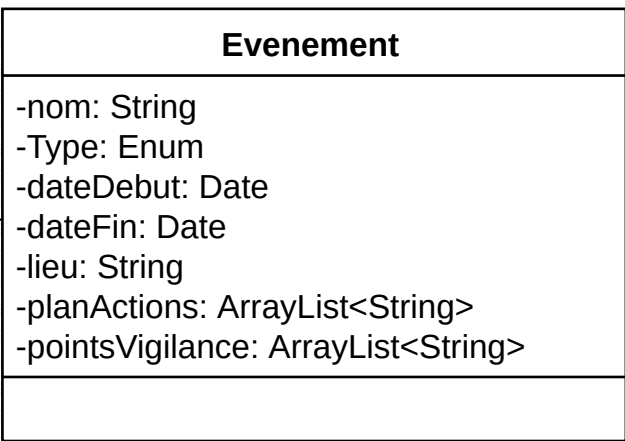 Evenement
-nom: String
-Type: Enum
-dateDebut: Date
-dateFin: Date
-lieu: String
-planActions: ArrayList<String>
-pointsVigilance: ArrayList<String>